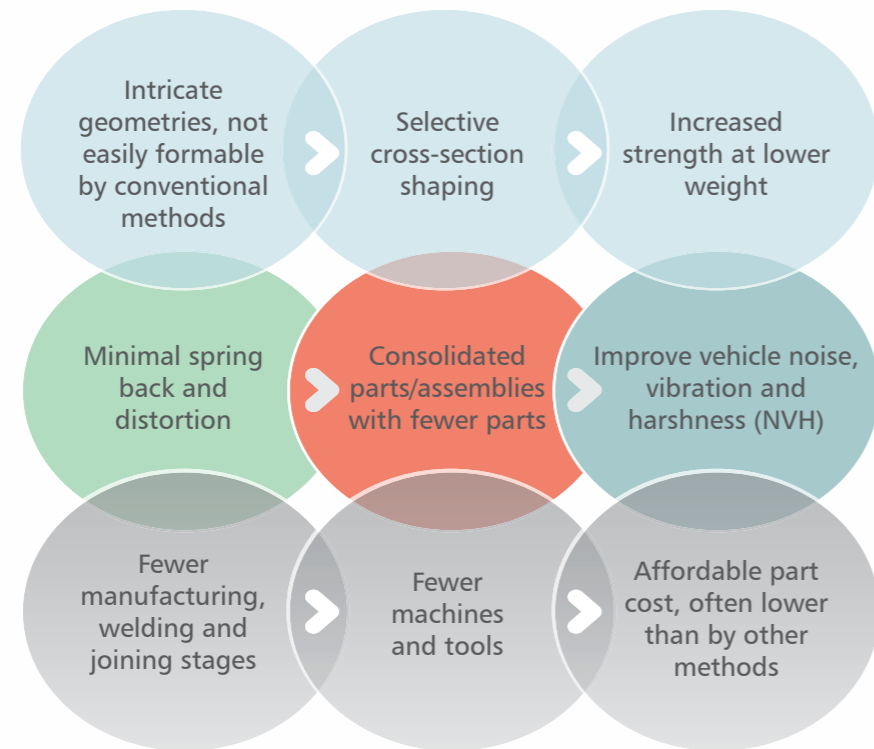 Intricate
geometries, not
easily formable
by conventional
methods
Selective
cross-section
shaping
Increased
strength at lower
weight
Minimal spring
back and
distortion
Consolidated
parts/assemblies
with fewer parts
Improve vehicle noise,
vibration and
harshness (NVH)
Fewer
manufacturing,
welding and
joining stages
Fewer
machines
and tools
Affordable part
cost, often lower
than by other
methods